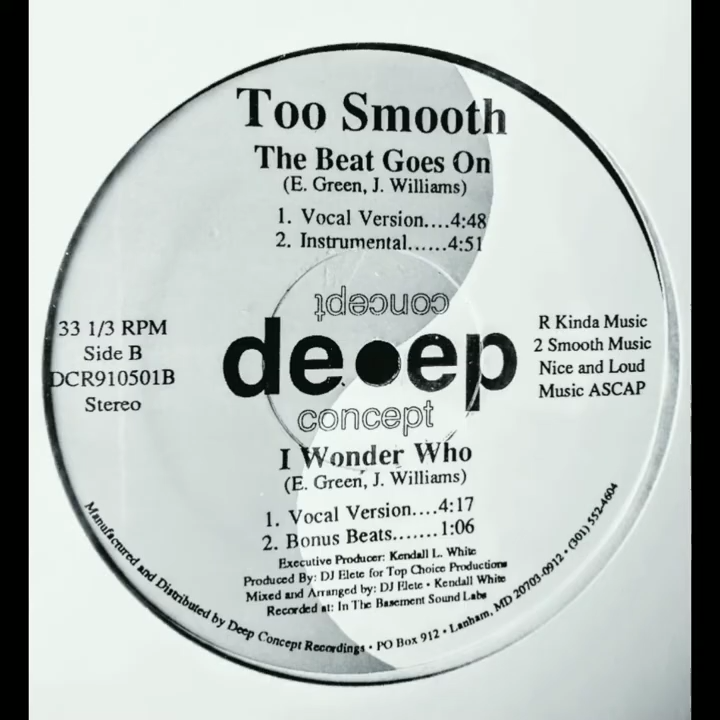 Too Smooth
The Beat Goes On
(E. Green, J. Williams)
1. Vocal Version....4:48
2. Instrumental......4:51
concept
de ep
concept
33 1/3 RPM
Side B
DCR910501B
Stereo
R Kinda Music
2 Smooth Music
Nice and Loud
Music ASCAP
I Wonder Who
(E. Green, J. Williams)
1. Vocal Version....4:17
2. Bonus Beats.......1:06
Executive Producer: Kendall L. White
Produced By: DJ Elete for Top Choice Productions
Mixed and Arranged by: DJ Elete • Kendall White
Recorded at: In The Basement Sound Labs
Manufactured and Distributed by Deep Concept Recordings • PO Box 912 • Lanham, MD 20703-0912 • (301) 552-4604